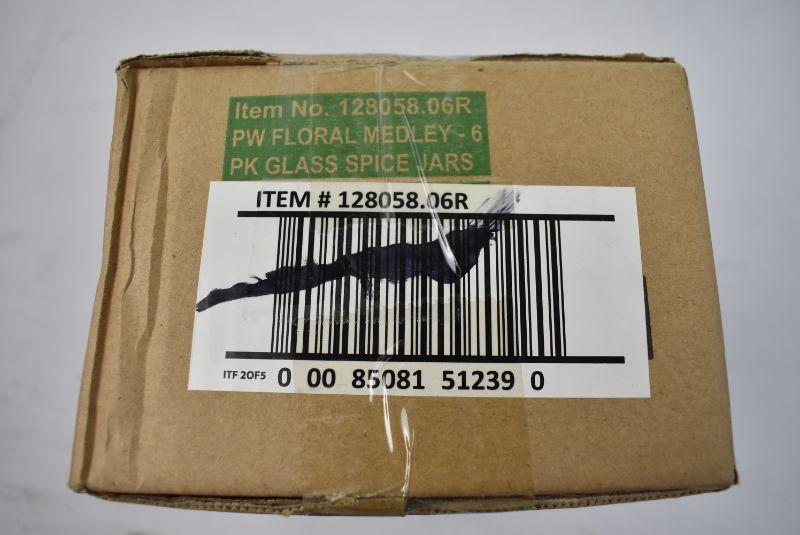 Item No. 128058.06R
PW FLORAL MEDLEY - 6
PK GLASS SPICE JARS
ITEM # 128058.06R
ITF 2OF5 0 00 85081 51239 0